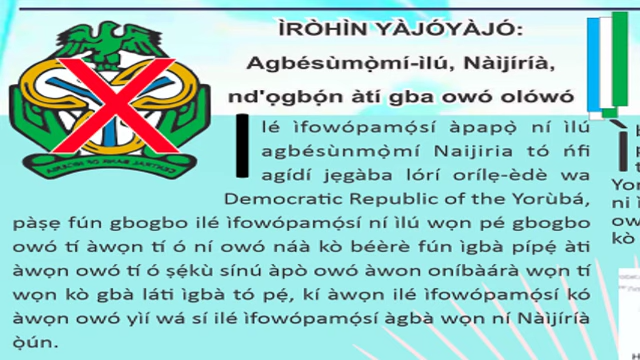 ÌRÒHÌN YÀJÓYÀJÓ:
Agbésùmọ̀mí-ìlú, Nàìjíríà,
nd'ọgbọ́n àtí gba owó olówó
Ilé ìfowópamọ́sí àpapọ̀ ní ìlú
agbésùnmọ̀mí Naijiria tó ńfi
agídí jẹgàba lórí orílẹ-èdè wa
Democratic Republic of the Yorùbá,
pàṣẹ fún gbogbo ilé ìfowópamọ́sí ní ìlú wọn pé gbogbo
owó tí àwọn tí ó ní owó náà kò béèrè fún ìgbà pípẹ́ àti
àwọn owó tí ó ṣẹ́kù sínú àpò owó àwon oníbàárà wọn tí
wọn kò gbà láti ìgbà tó pẹ́, kí àwọn ilé ìfowópamọ́sí kó
àwọn owó yìí wá sí ilé ìfowópamọ́sí àgbà wọn ní Nàìjíríà
ọ̀ún.
CENTRAL BANK OF NIGERIA